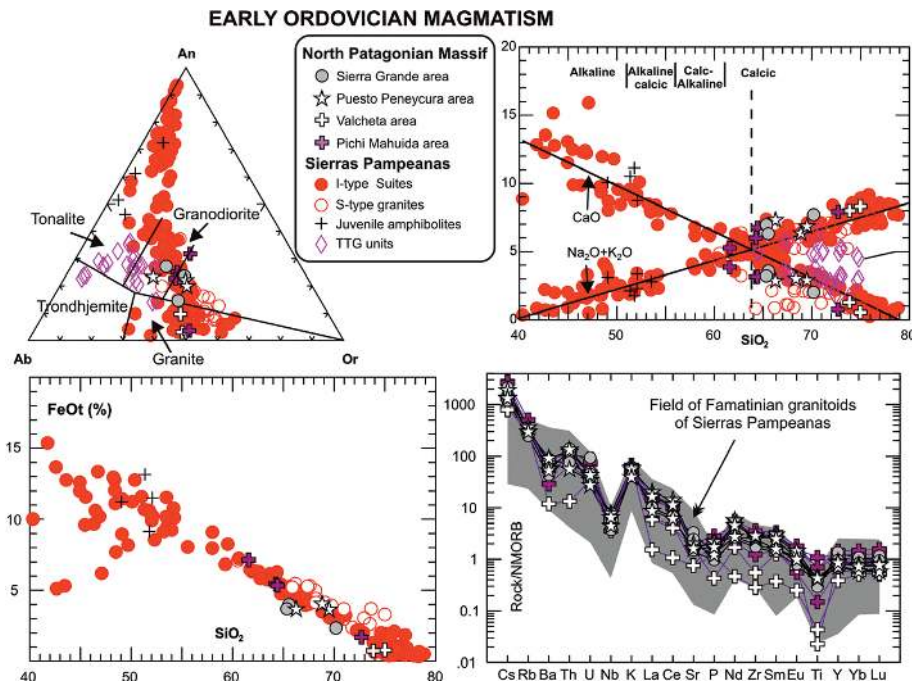 EARLY ORDOVICIAN MAGMATISM
An
Tonalite
Granodiorite
Trondhjemite
Granite
Ab
Or
North Patagonian Massif
Sierra Grande area
Puesto Peneycura area
Valcheta area
Pichi Mahuida area
Sierras Pampeanas
I-type Suites
S-type granites
Juvenile amphibolites
TTG units
20
15
10
5
0
Alkaline
Alkaline
calcic
Calc-
Alkaline
Calcic
CaO
Na₂O+K₂O
40
50
60
SiO₂
70
80
FeOt (%)
15
10
5
SiO₂
40
50
60
70
80
Field of Famatinian granitoids
of Sierras Pampeanas
Rock/NMORB
1000
100
10
1
0.1
.01
Cs Rb Ba Th U Nb K La Ce Sr P Nd Zr Sm Eu Ti Y Yb Lu